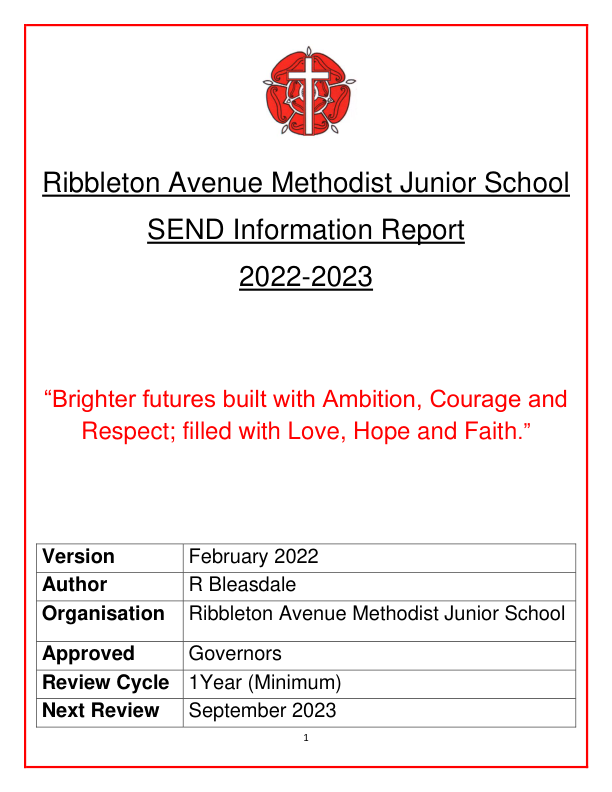 Ribbleton Avenue Methodist Junior School
SEND Information Report
2022-2023
“Brighter futures built with Ambition, Courage and
Respect; filled with Love, Hope and Faith.”
Version February 2022
Author R Bleasdale
Organisation Ribbleton Avenue Methodist Junior School
Approved Governors
Review Cycle 1Year (Minimum)
Next Review September 2023
1